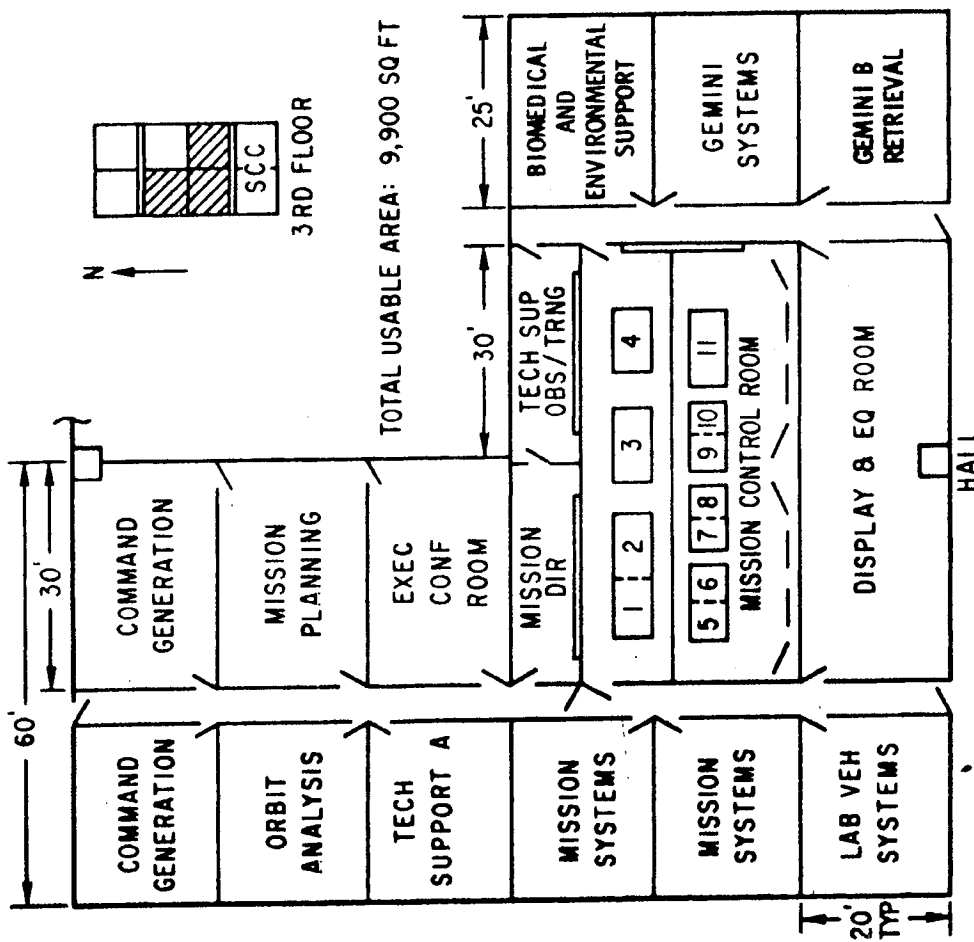 N
SCC
3RD FLOOR
TOTAL USABLE AREA: 9,900 SQ FT
60'
30'
COMMAND
GENERATION
COMMAND
GENERATION
ORBIT
ANALYSIS
MISSION
PLANNING
TECH
SUPPORT A
EXEC
CONF
ROOM
30'
25'
MISSION
SYSTEMS
MISSION
DIR
TECH SUP
OBS/TRNG
BIOMEDICAL
AND
ENVIRONMENTAL
SUPPORT
1 2 3 4
MISSION
SYSTEMS
5 6 7 8 9 10 11
MISSION CONTROL ROOM
GEMINI
SYSTEMS
LAB VEH
SYSTEMS
DISPLAY & EQ ROOM
GEMINI B
RETRIEVAL
20'
TYP
HALL